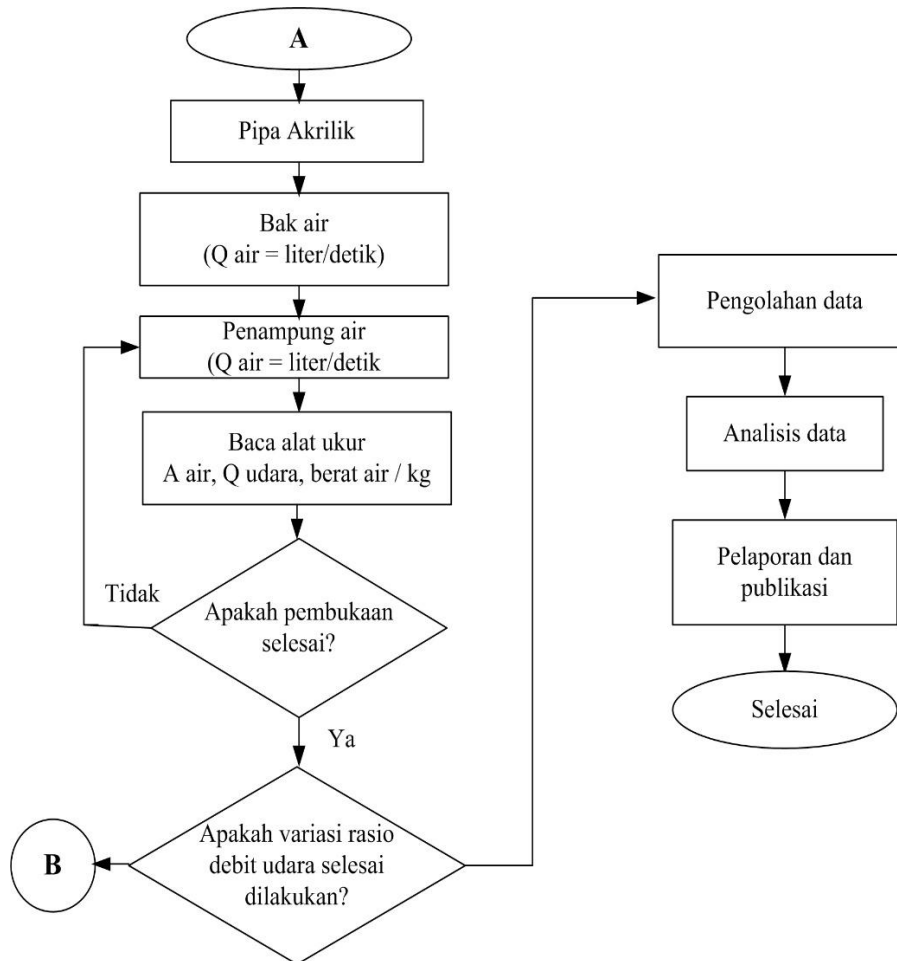 A
Pipa Akrilik
Bak air
(Q air = liter/detik)
Penampung air
(Q air = liter/detik
Baca alat ukur
A air, Q udara, berat air / kg
Tidak
Apakah pembukaan
selesai?
Ya
Apakah variasi rasio
debit udara selesai
dilakukan?
B
Pengolahan data
Analisis data
Pelaporan dan
publikasi
Selesai